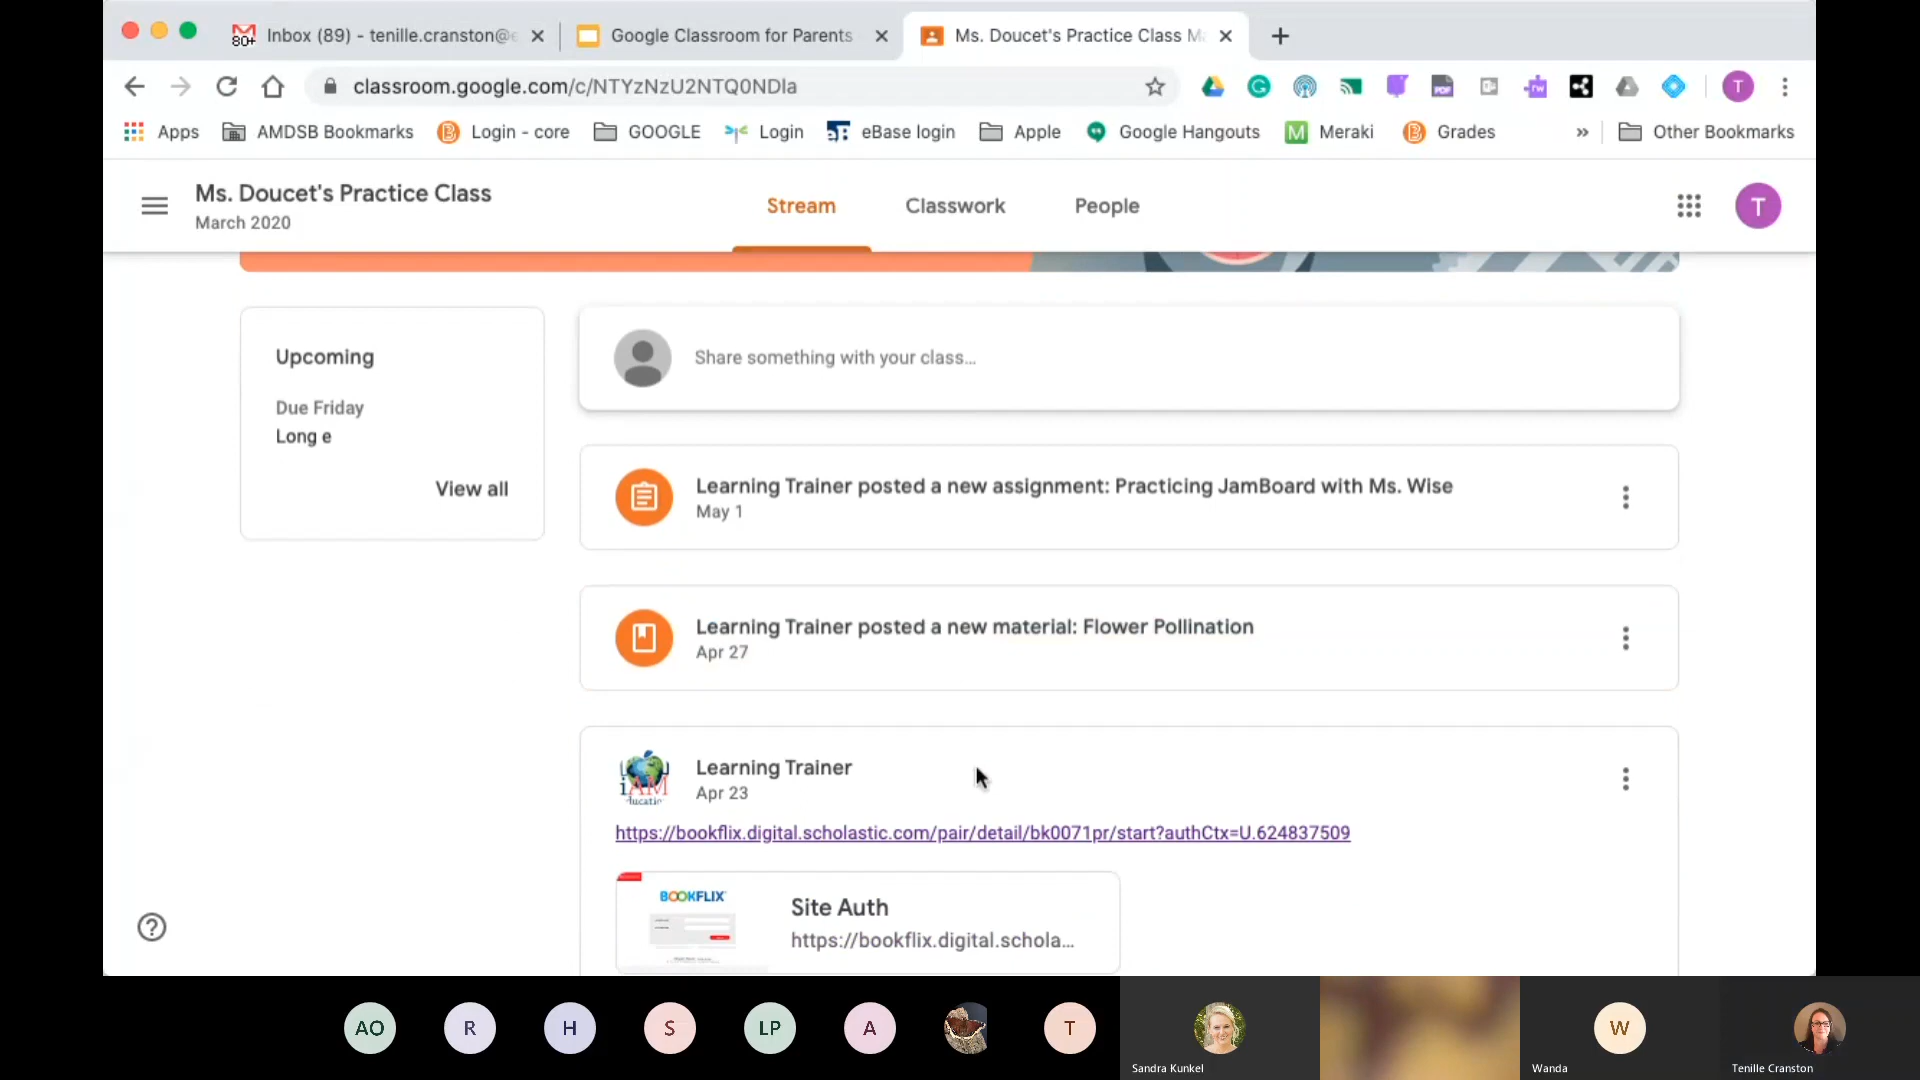 80+
Inbox (89) - tenille.cranston@e
Google Classroom for Parents
Ms. Doucet's Practice Class Ma
classroom.google.com/c/NTYzNzU2NTQ0NDla
T
Apps
AMDSB Bookmarks
Login - core
GOOGLE
Login
eBase login
Apple
Google Hangouts
M
Meraki
Grades
»
Other Bookmarks
Ms. Doucet's Practice Class
March 2020
Stream
Classwork
People
T
Upcoming
Due Friday
Long e
View all
Share something with your class...
Learning Trainer posted a new assignment: Practicing JamBoard with Ms. Wise
May 1
Learning Trainer posted a new material: Flower Pollination
Apr 27
iAM
Learning Trainer
Apr 23
https://bookflix.digital.scholastic.com/pair/detail/bk0071pr/start?authCtx=U.624837509
BOOKFLIX
Site Auth
https://bookflix.digital.schola...
AO
R
H
S
LP
A
T
W
Sandra Kunkel
Wanda
Tenille Cranston